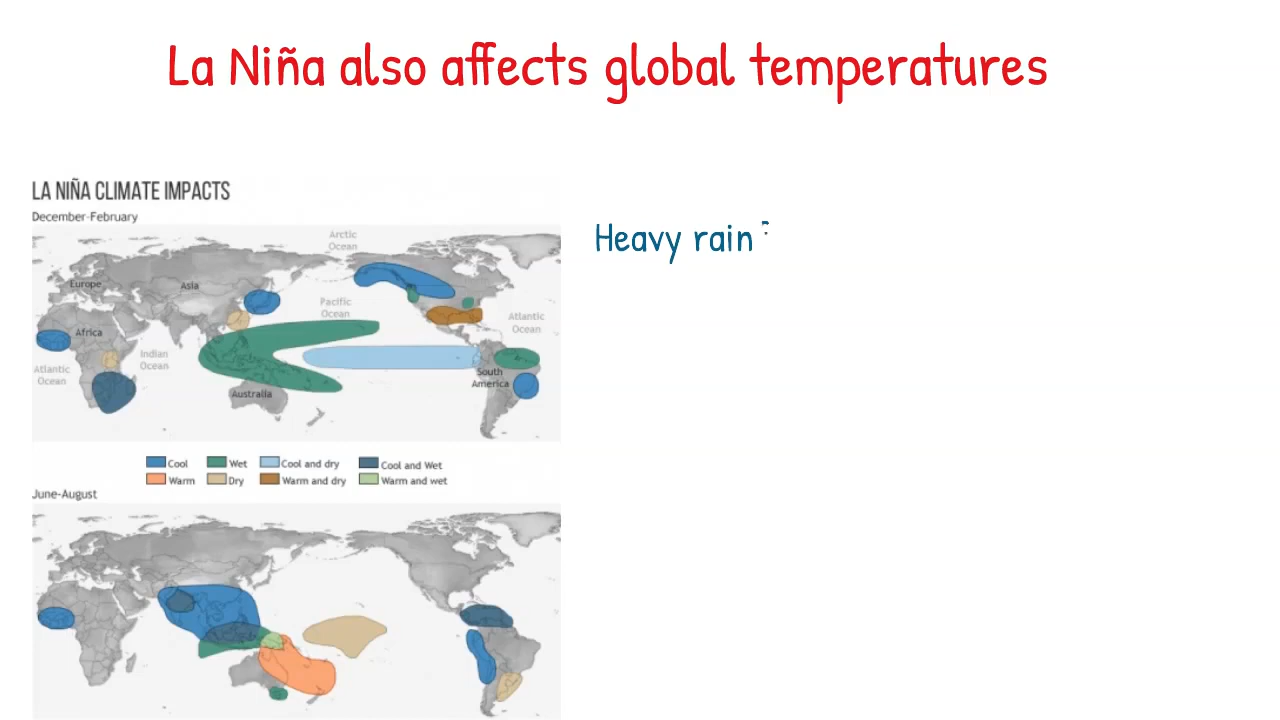 La Niña also affects global temperatures
LA NIÑA CLIMATE IMPACTS
December-February
Heavy rain
Arctic
Ocean
Europe
Asia
Pacific
Ocean
Atlantic
Ocean
Africa
Indian
Ocean
Atlantic
Ocean
South
America
Australia
Cool Wet Cool and dry Cool and Wet
Warm Dry Warm and dry Warm and wet
June-August